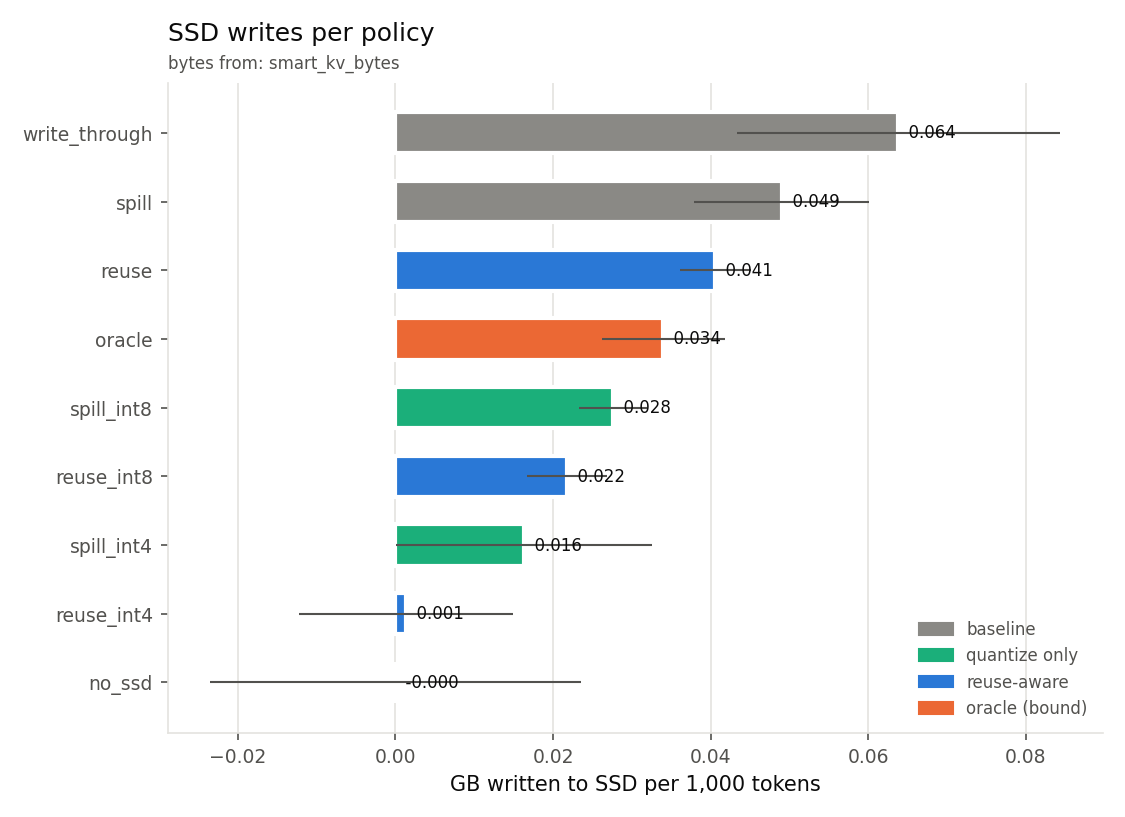 SSD writes per policy
bytes from: smart_kv_bytes
write_through 0.064
spill 0.049
reuse 0.041
oracle 0.034
spill_int8 0.028
reuse_int8 0.022
spill_int4 0.016
reuse_int4 0.001
no_ssd -0.000
baseline
quantize only
reuse-aware
oracle (bound)
−0.02 0.00 0.02 0.04 0.06 0.08
GB written to SSD per 1,000 tokens